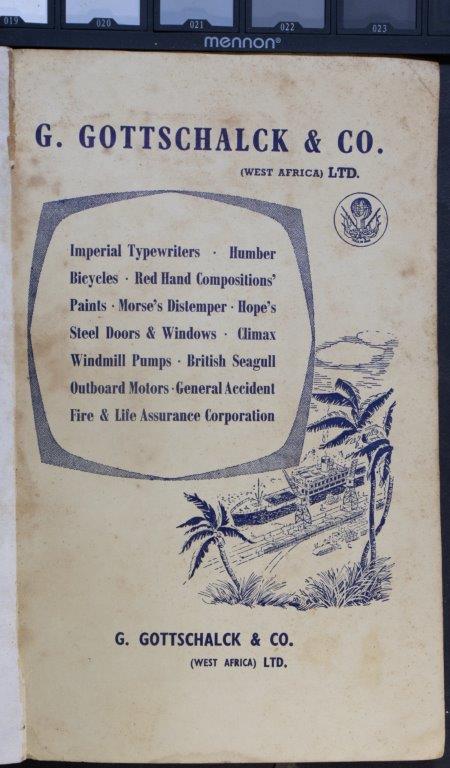 019 020 021 022 023
mennon®
G. GOTTSCHALCK & CO.
(WEST AFRICA) LTD.
Imperial Typewriters · Humber
Bicycles · Red Hand Compositions'
Paints · Morse's Distemper · Hope's
Steel Doors & Windows · Climax
Windmill Pumps · British Seagull
Outboard Motors · General Accident
Fire & Life Assurance Corporation
G. GOTTSCHALCK & CO.
(WEST AFRICA) LTD.